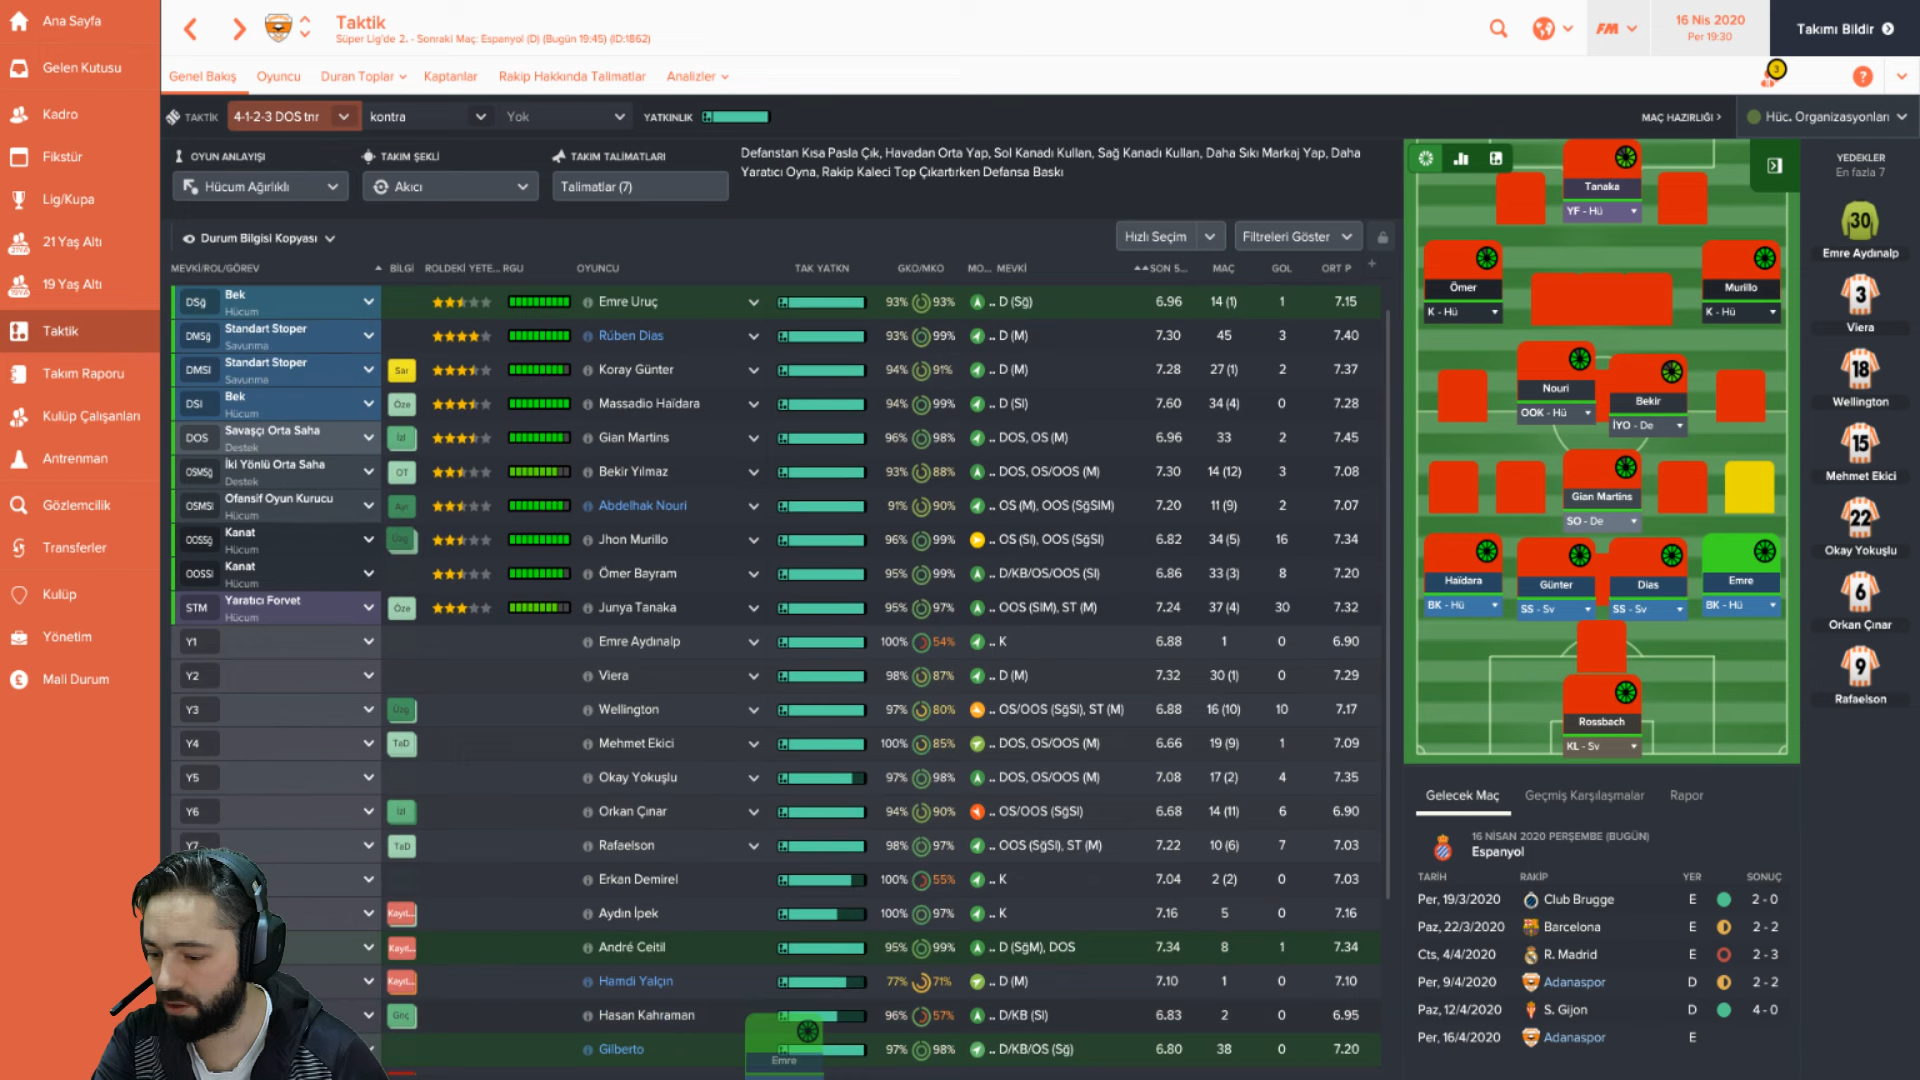 Ana Sayfa
Gelen Kutusu
Kadro
Fikstür
Lig/Kupa
21 Yaş Altı
19 Yaş Altı
Taktik
Takım Raporu
Kulüp Çalışanları
Antrenman
Gözlemcilik
Transferler
Kulüp
Yönetim
Mali Durum
Taktik
Süper Lig'de 2. - Sonraki Maç: Espanyol (D) (Bugün 19:45) (ID:1862)
FM
16 Nis 2020
Per 19:30
Takımı Bildir
Genel Bakış Oyuncu Duran Toplar Kaptanlar Rakip Hakkında Talimatlar Analizler
3
?
TAKTİK 4-1-2-3 DOS tnr kontra Yok YATKINLIK
MAÇ HAZIRLIĞI > Hüc. Organizasyonları
OYUN ANLAYIŞI TAKIM ŞEKLİ TAKIM TALİMATLARI
Hücum Ağırlıklı Akıcı Talimatlar (7)
Defanstan Kısa Pasla Çık, Havadan Orta Yap, Sol Kanadı Kullan, Sağ Kanadı Kullan, Daha Sıkı Markaj Yap, Daha
Yaratıcı Oyna, Rakip Kaleci Top Çıkartırken Defansa Baskı
Durum Bilgisi Kopyası Hızlı Seçim Filtreleri Göster
MEVKİ/ROL/GÖREV BİLGİ ROLDEKİ YETE... RGU OYUNCU TAK YATKN GKO/MKO MO... MEVKİ SON 5... MAÇ GOL ORT P +
DSğ Bek Hücum Emre Uruç 93% 93% .. D (Sğ) 6.96 14 (1) 1 7.15
DMSğ Standart Stoper Savunma Rúben Dias 93% 99% .. D (M) 7.30 45 3 7.40
DMSl Standart Stoper Savunma Sar Koray Günter 94% 91% .. D (M) 7.28 27 (1) 2 7.37
DSl Bek Hücum Öze Massadio Haïdara 94% 99% .. D (Sl) 7.60 34 (4) 0 7.28
DOS Savaşçı Orta Saha Destek İzl Gian Martins 96% 98% .. DOS, OS (M) 6.96 33 2 7.45
OSMSğ İki Yönlü Orta Saha Destek OT Bekir Yılmaz 93% 88% .. DOS, OS/OOS (M) 7.30 14 (12) 3 7.08
OSMSl Ofansif Oyun Kurucu Hücum Ayr Abdelhak Nouri 91% 90% .. OS (M), OOS (SğSlM) 7.20 11 (9) 2 7.07
OOSSğ Kanat Hücum Üzg Jhon Murillo 96% 99% .. OS (Sl), OOS (SğSl) 6.82 34 (5) 16 7.34
OOSSl Kanat Hücum Ömer Bayram 95% 99% .. D/KB/OS/OOS (Sl) 6.86 33 (3) 8 7.20
STM Yaratıcı Forvet Hücum Öze Junya Tanaka 95% 97% .. OOS (SlM), ST (M) 7.24 37 (4) 30 7.32
Y1 Emre Aydınalp 100% 54% .. K 6.88 1 0 6.90
Y2 Viera 98% 87% .. D (M) 7.32 30 (1) 0 7.29
Y3 Üzg Wellington 97% 80% .. OS/OOS (SğSl), ST (M) 6.88 16 (10) 10 7.17
Y4 TaD Mehmet Ekici 100% 85% .. DOS, OS/OOS (M) 6.66 19 (9) 1 7.09
Y5 Okay Yokuşlu 97% 98% .. DOS, OS/OOS (M) 7.08 17 (2) 4 7.35
Y6 İzl Orkan Çınar 94% 90% .. OS/OOS (SğSl) 6.68 14 (11) 6 6.90
Y7 TaD Rafaelson 98% 97% .. OOS (SğSl), ST (M) 7.22 10 (6) 7 7.03
Erkan Demirel 100% 55% .. K 7.04 2 (2) 0 7.03
Kayıt... Aydın İpek 100% 97% .. K 7.16 5 0 7.16
Kayıt... André Ceitil 95% 99% .. D (SğM), DOS 7.34 8 1 7.34
Kayıt... Hamdi Yalçın 77% 71% .. D (M) 7.10 1 0 7.10
Gnç Hasan Kahraman 96% 57% .. D/KB (Sl) 6.83 2 0 6.95
Gilberto 97% 98% .. D/KB/OS (Sğ) 6.80 38 0 7.20
Emre
Tanaka
YF - Hü
Ömer
K - Hü
Murillo
K - Hü
Nouri
OOK - Hü
Bekir
İYO - De
Gian Martins
SO - De
Haïdara
BK - Hü
Günter
SS - Sv
Dias
SS - Sv
Emre
BK - Hü
Rossbach
KL - Sv
YEDEKLER
En fazla 7
30
Emre Aydınalp
3
Viera
18
Wellington
15
Mehmet Ekici
22
Okay Yokuşlu
6
Orkan Çınar
9
Rafaelson
Gelecek Maç Geçmiş Karşılaşmalar Rapor
16 NİSAN 2020 PERŞEMBE (BUGÜN)
Espanyol
TARİH RAKİP YER SONUÇ
Per, 19/3/2020 Club Brugge E 2 - 0
Paz, 22/3/2020 Barcelona E 2 - 2
Cts, 4/4/2020 R. Madrid E 2 - 3
Per, 9/4/2020 Adanaspor D 2 - 2
Paz, 12/4/2020 S. Gijon D 4 - 0
Per, 16/4/2020 Adanaspor E